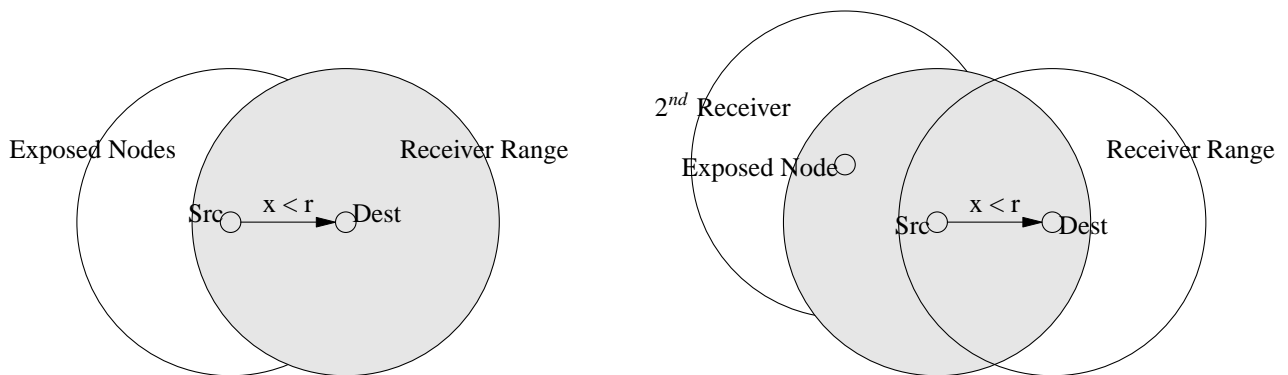 Exposed Nodes
Receiver Range
Src
x < r
Dest
2nd Receiver
Exposed Node
Receiver Range
Src
x < r
Dest